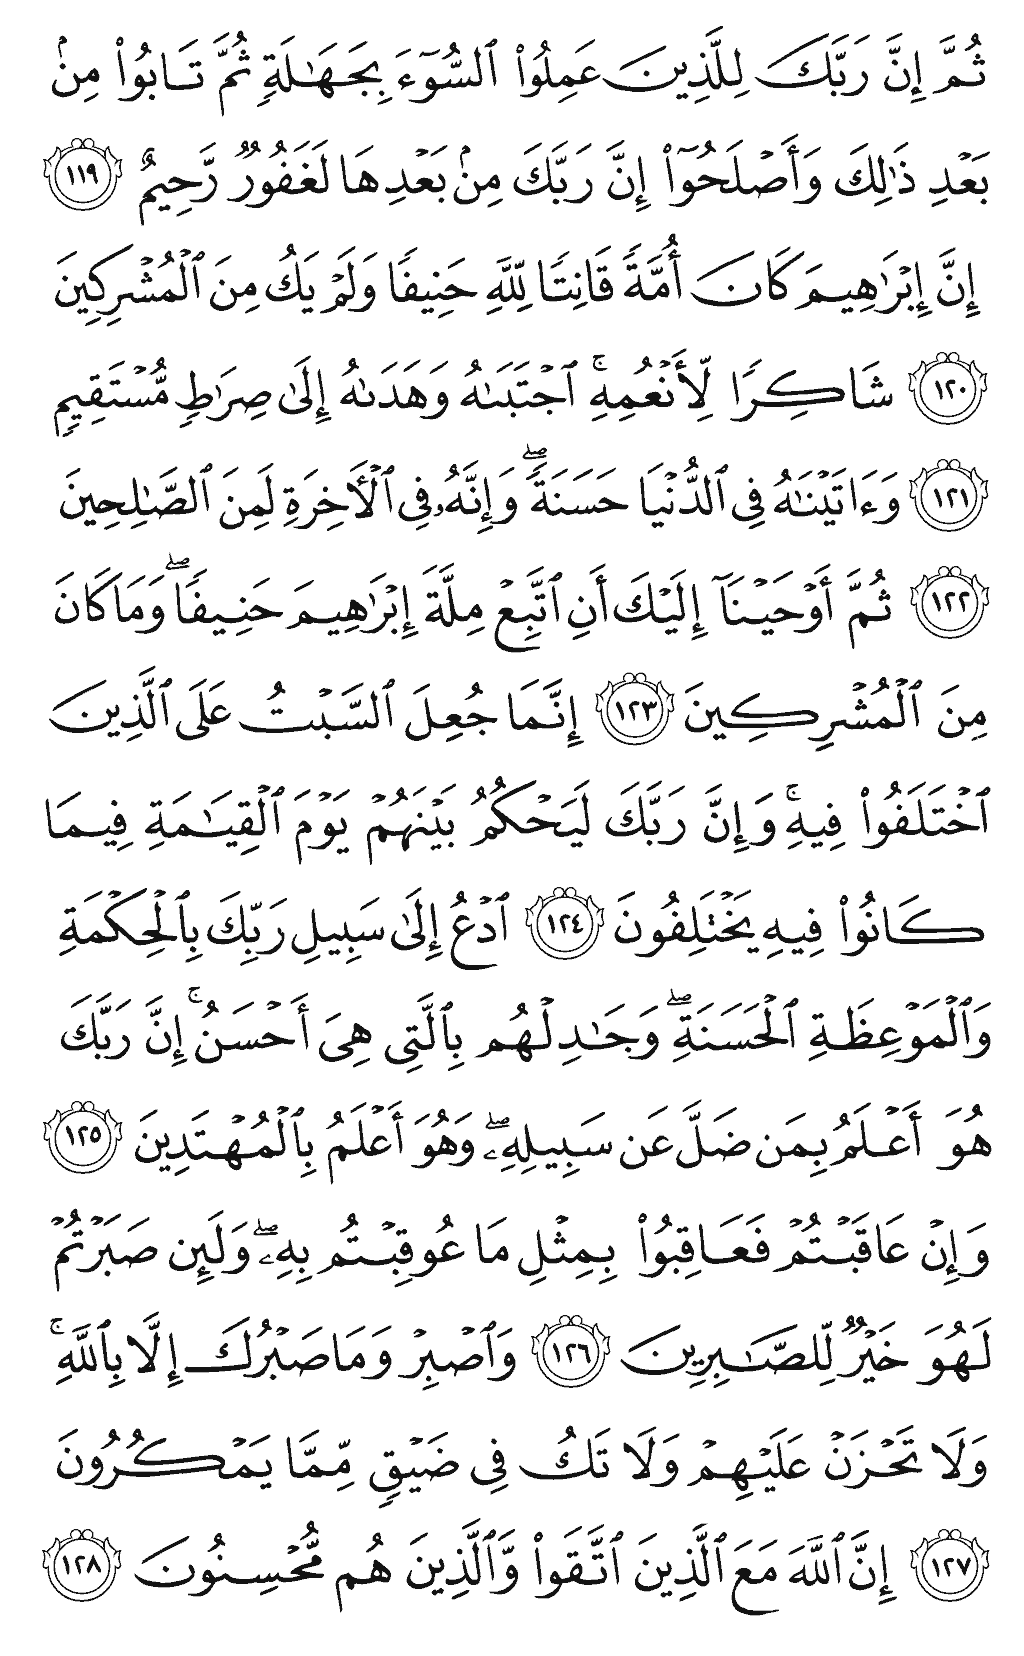 ثُمَّ إِنَّ رَبَّكَ لِلَّذِينَ عَمِلُوا۟ ٱلسُّوٓءَ بِجَهَٰلَةٍۢ ثُمَّ تَابُوا۟ مِنۢ
بَعْدِ ذَٰلِكَ وَأَصْلَحُوٓا۟ إِنَّ رَبَّكَ مِنۢ بَعْدِهَا لَغَفُورٌۭ رَّحِيمٌ ١١٩
إِنَّ إِبْرَٰهِيمَ كَانَ أُمَّةًۭ قَانِتًۭا لِّلَّهِ حَنِيفًۭا وَلَمْ يَكُ مِنَ ٱلْمُشْرِكِينَ
١٢٠ شَاكِرًۭا لِّأَنْعُمِهِ ۚ ٱجْتَبَىٰهُ وَهَدَىٰهُ إِلَىٰ صِرَٰطٍۢ مُّسْتَقِيمٍۢ
١٢١ وَءَاتَيْنَٰهُ فِى ٱلدُّنْيَا حَسَنَةًۭ ۖ وَإِنَّهُۥ فِى ٱلْـَٔاخِرَةِ لَمِنَ ٱلصَّٰلِحِينَ
١٢٢ ثُمَّ أَوْحَيْنَآ إِلَيْكَ أَنِ ٱتَّبِعْ مِلَّةَ إِبْرَٰهِيمَ حَنِيفًۭا ۖ وَمَا كَانَ
مِنَ ٱلْمُشْرِكِينَ ١٢٣ إِنَّمَا جُعِلَ ٱلسَّبْتُ عَلَى ٱلَّذِينَ
ٱخْتَلَفُوا۟ فِيهِ ۚ وَإِنَّ رَبَّكَ لَيَحْكُمُ بَيْنَهُمْ يَوْمَ ٱلْقِيَٰمَةِ فِيمَا
كَانُوا۟ فِيهِ يَخْتَلِفُونَ ١٢٤ ٱدْعُ إِلَىٰ سَبِيلِ رَبِّكَ بِٱلْحِكْمَةِ
وَٱلْمَوْعِظَةِ ٱلْحَسَنَةِ ۖ وَجَٰدِلْهُم بِٱلَّتِى هِىَ أَحْسَنُ ۚ إِنَّ رَبَّكَ
هُوَ أَعْلَمُ بِمَن ضَلَّ عَن سَبِيلِهِۦ ۖ وَهُوَ أَعْلَمُ بِٱلْمُهْتَدِينَ ١٢٥
وَإِنْ عَاقَبْتُمْ فَعَاقِبُوا۟ بِمِثْلِ مَا عُوقِبْتُم بِهِۦ ۖ وَلَئِن صَبَرْتُمْ
لَهُوَ خَيْرٌۭ لِّلصَّٰبِرِينَ ١٢٦ وَٱصْبِرْ وَمَا صَبْرُكَ إِلَّا بِٱللَّهِ ۚ
وَلَا تَحْزَنْ عَلَيْهِمْ وَلَا تَكُ فِى ضَيْقٍۢ مِّمَّا يَمْكُرُونَ
١٢٧ إِنَّ ٱللَّهَ مَعَ ٱلَّذِينَ ٱتَّقَوا۟ وَّٱلَّذِينَ هُم مُّحْسِنُونَ ١٢٨